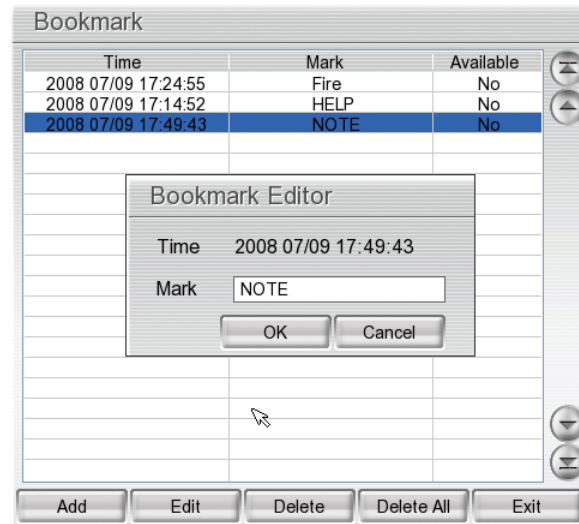 Bookmark
Time Mark Available
2008 07/09 17:24:55 Fire No
2008 07/09 17:14:52 HELP No
2008 07/09 17:49:43 NOTE No
Bookmark Editor
Time 2008 07/09 17:49:43
Mark NOTE
OK Cancel
Add Edit Delete Delete All Exit